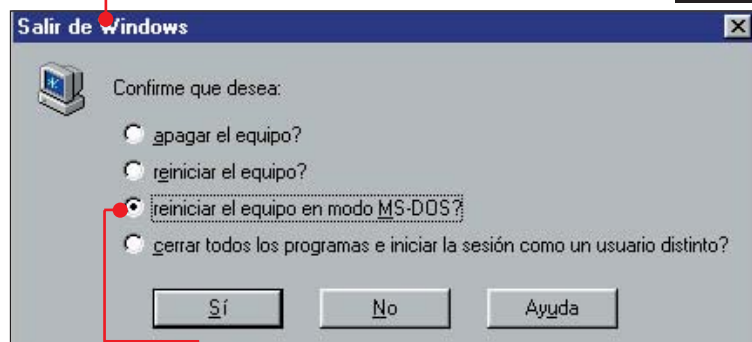 Salir de Windows
Confirme que desea:
apagar el equipo?
reiniciar el equipo?
reiniciar el equipo en modo MS-DOS?
cerrar todos los programas e iniciar la sesión como un usuario distinto?
Sí No Ayuda